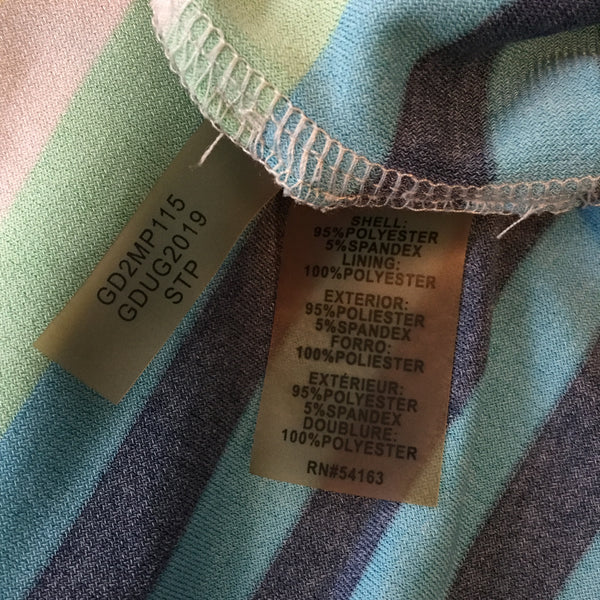 GD2MP115
GDUG2019
STP
SHELL:
95%POLYESTER
5%SPANDEX
LINING:
100%POLYESTER
EXTERIOR:
95%POLIESTER
5%SPANDEX
FORRO:
100%POLIESTER
EXTÉRIEUR:
95%POLYESTER
5%SPANDEX
DOUBLURE:
100%POLYESTER
RN#54163